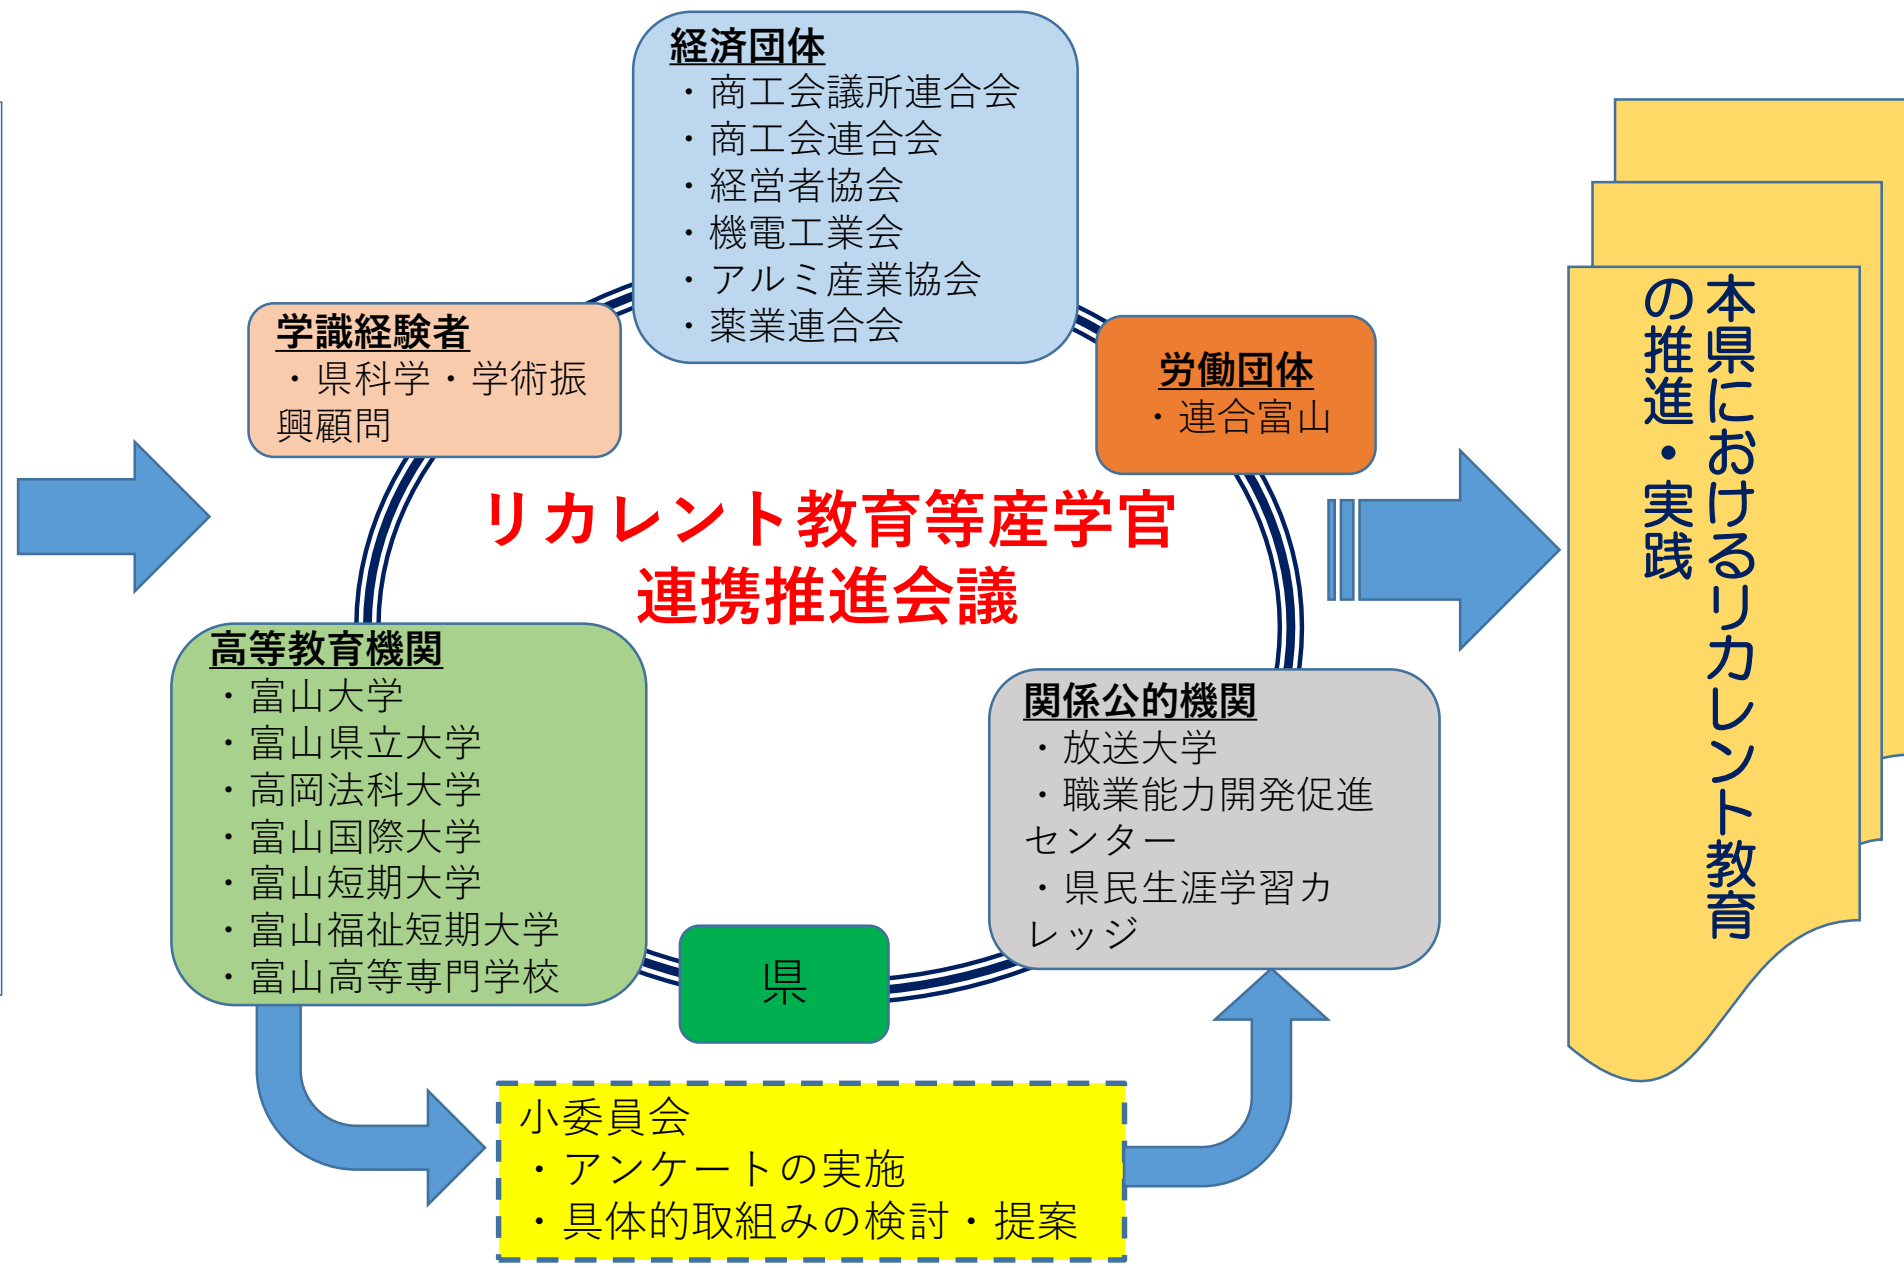 経済団体
・商工会議所連合会
・商工会連合会
・経営者協会
・機電工業会
・アルミ産業協会
・薬業連合会
学識経験者
・県科学・学術振
興顧問
労働団体
・連合富山
リカレント教育等産学官
連携推進会議
高等教育機関
・富山大学
・富山県立大学
・高岡法科大学
・富山国際大学
・富山短期大学
・富山福祉短期大学
・富山高等専門学校
関係公的機関
・放送大学
・職業能力開発促進
センター
・県民生涯学習カ
レッジ
県
小委員会
・アンケートの実施
・具体的取組みの検討・提案
本県におけるリカレント教育
の推進・実践